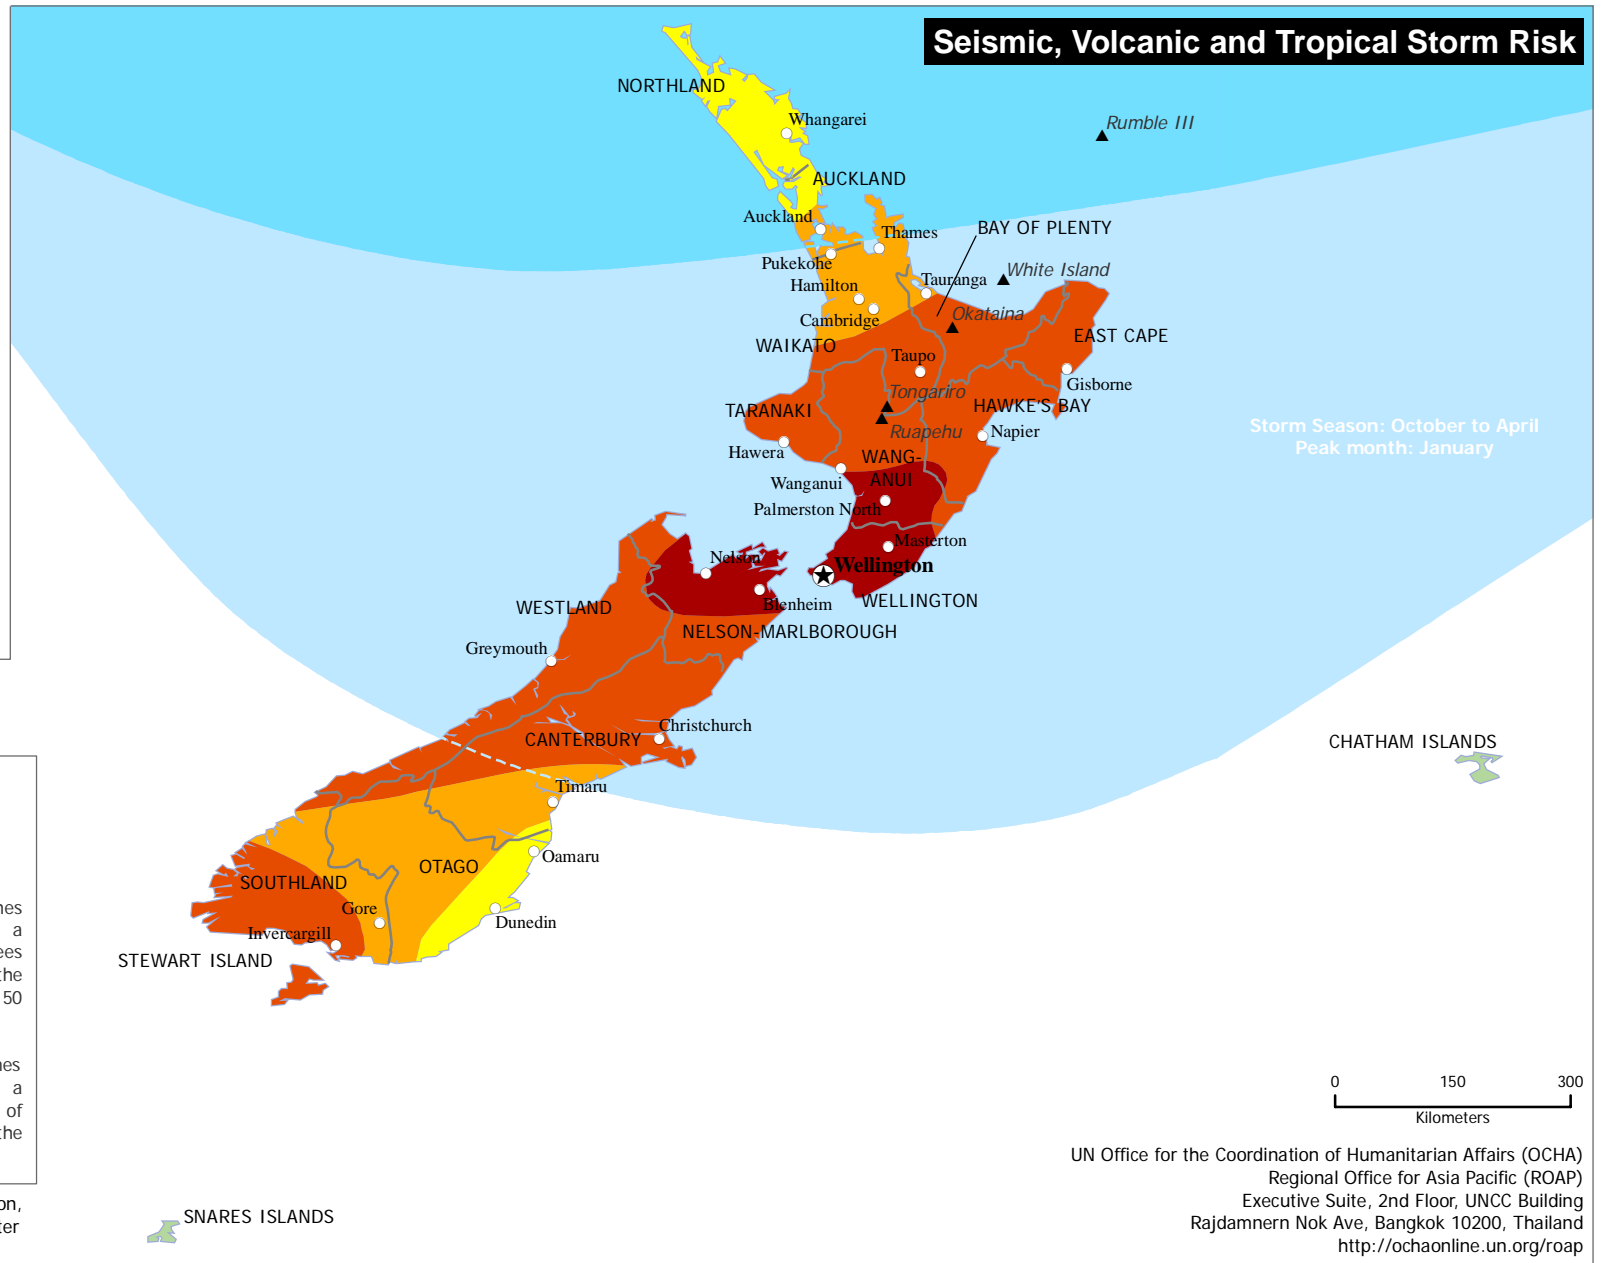 Seismic, Volcanic and Tropical Storm Risk
NORTHLAND
Whangarei
Rumble III
AUCKLAND
Auckland
Thames
BAY OF PLENTY
Pukekohe
White Island
Hamilton
Tauranga
Cambridge
Okataina
WAIKATO
EAST CAPE
Taupo
Gisborne
Tongariro
TARANAKI
HAWKE'S BAY
Ruapehu
Napier
Storm Season: October to April
Peak month: January
Hawera
WANG-
ANUI
Wanganui
Palmerston North
Masterton
Nelson
Wellington
Blenheim
WELLINGTON
WESTLAND
NELSON-MARLBOROUGH
Greymouth
Christchurch
CANTERBURY
CHATHAM ISLANDS
Timaru
Oamaru
OTAGO
SOUTHLAND
Gore
Dunedin
Invercargill
STEWART ISLAND
a
the
50
a
of
the
SNARES ISLANDS
0 150 300
Kilometers
UN Office for the Coordination of Humanitarian Affairs (OCHA)
Regional Office for Asia Pacific (ROAP)
Executive Suite, 2nd Floor, UNCC Building
Rajdamnern Nok Ave, Bangkok 10200, Thailand
http://ochaonline.un.org/roap